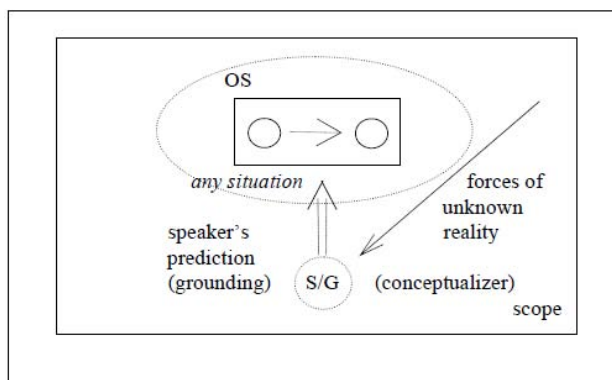 OS
any situation
forces of
unknown
reality
speaker's
prediction
(grounding)
S/G
(conceptualizer)
scope